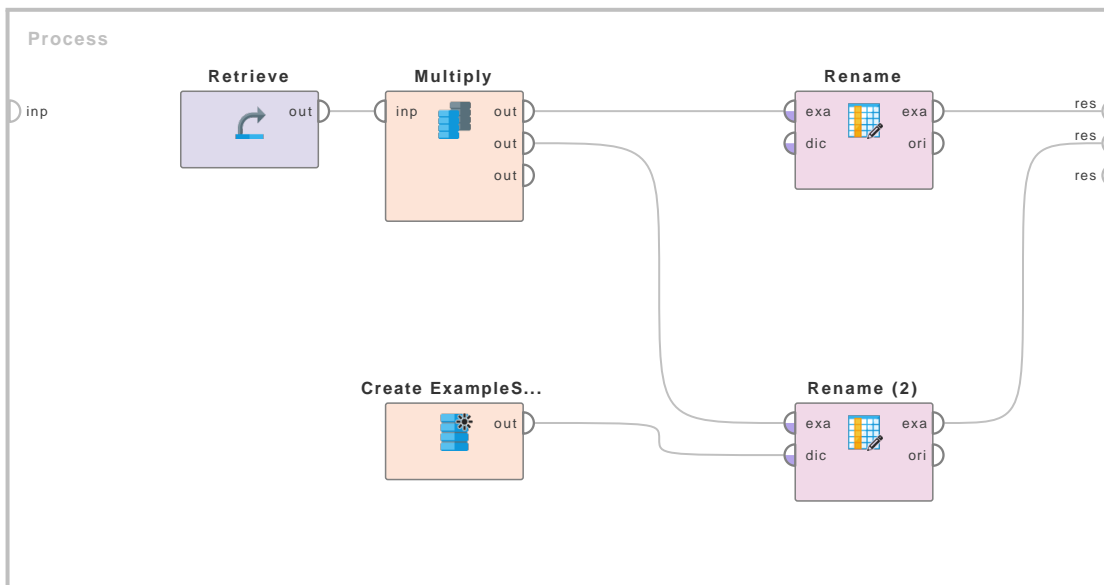 Process
Retrieve
Multiply
Rename
inp
out
inp
out
exa
exa
res
out
dic
ori
res
out
res
Create ExampleS...
Rename (2)
out
exa
exa
dic
ori